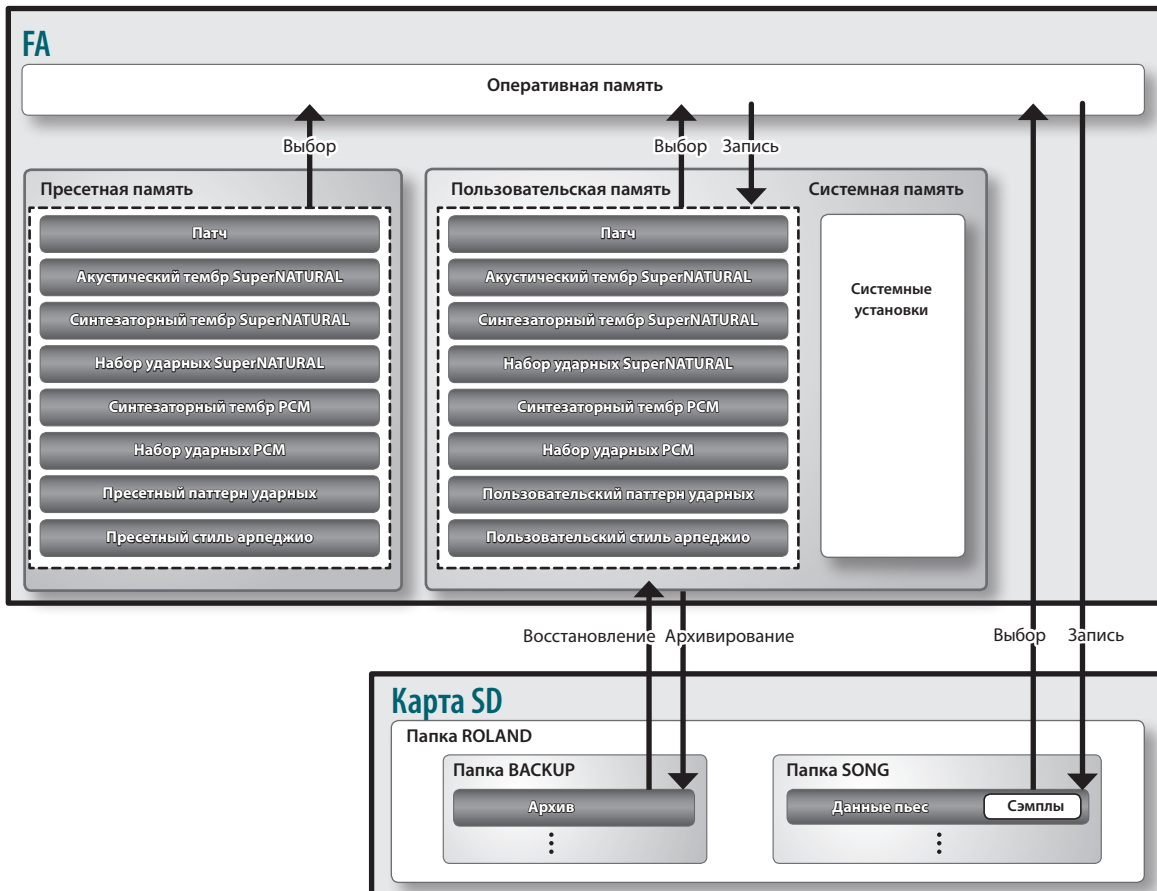 FA
Оперативная память
Выбор
Выбор
Запись
Пресетная память
Патч
Акустический тембр SuperNATURAL
Синтезаторный тембр SuperNATURAL
Набор ударных SuperNATURAL
Синтезаторный тембр PCM
Набор ударных PCM
Пресетный паттерн ударных
Пресетный стиль арпеджио
Пользовательская память
Патч
Акустический тембр SuperNATURAL
Синтезаторный тембр SuperNATURAL
Набор ударных SuperNATURAL
Синтезаторный тембр PCM
Набор ударных PCM
Пользовательский паттерн ударных
Пользовательский стиль арпеджио
Системная память
Системные
установки
Восстановление
Архивирование
Выбор
Запись
Карта SD
Папка ROLAND
Папка BACKUP
Архив
Папка SONG
Данные пьес
Сэмплы